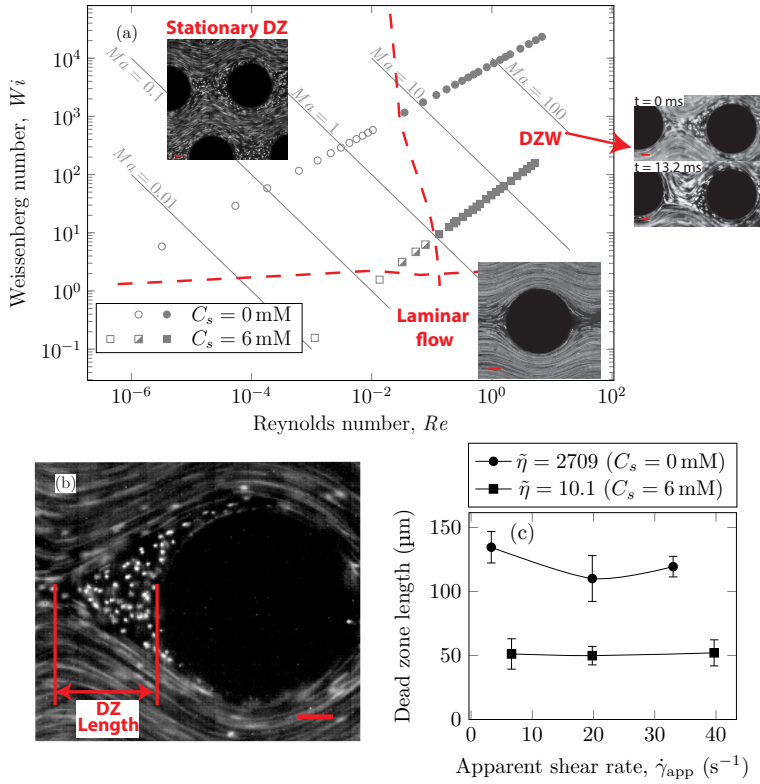 (a)
Stationary DZ
Ma = 0.1
Ma = 0.01
Ma = 1
Ma = 10
Ma = 100
DZW
t = 0 ms
t = 13.2 ms
Laminar
flow
C_s = 0 mM
C_s = 6 mM
10^4
10^3
10^2
10^1
10^0
10^−1
Weissenberg number, Wi
10^−6 10^−4 10^−2 10^0 10^2
Reynolds number, Re
(b)
DZ
Length
η̃ = 2709 (C_s = 0 mM)
η̃ = 10.1 (C_s = 6 mM)
(c)
150
100
50
0
Dead zone length (µm)
0 10 20 30 40
Apparent shear rate, γ̇_app (s^−1)